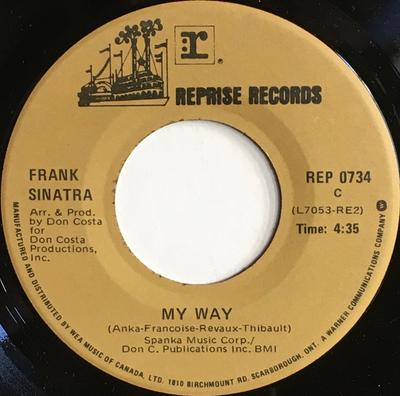 r
®
REPRISE RECORDS
FRANK
SINATRA
Arr. & Prod.
by Don Costa
for
Don Costa
Productions,
Inc.
REP 0734
C
(L7053-RE2)
Time: 4:35
MY WAY
(Anka-Francoise-Revaux-Thibault)
Spanka Music Corp./
Don C. Publications Inc. BMI
MANUFACTURED AND DISTRIBUTED BY WEA MUSIC OF CANADA, LTD. 1810 BIRCHMOUNT RD. SCARBOROUGH, ONT. A WARNER COMMUNICATIONS COMPANY